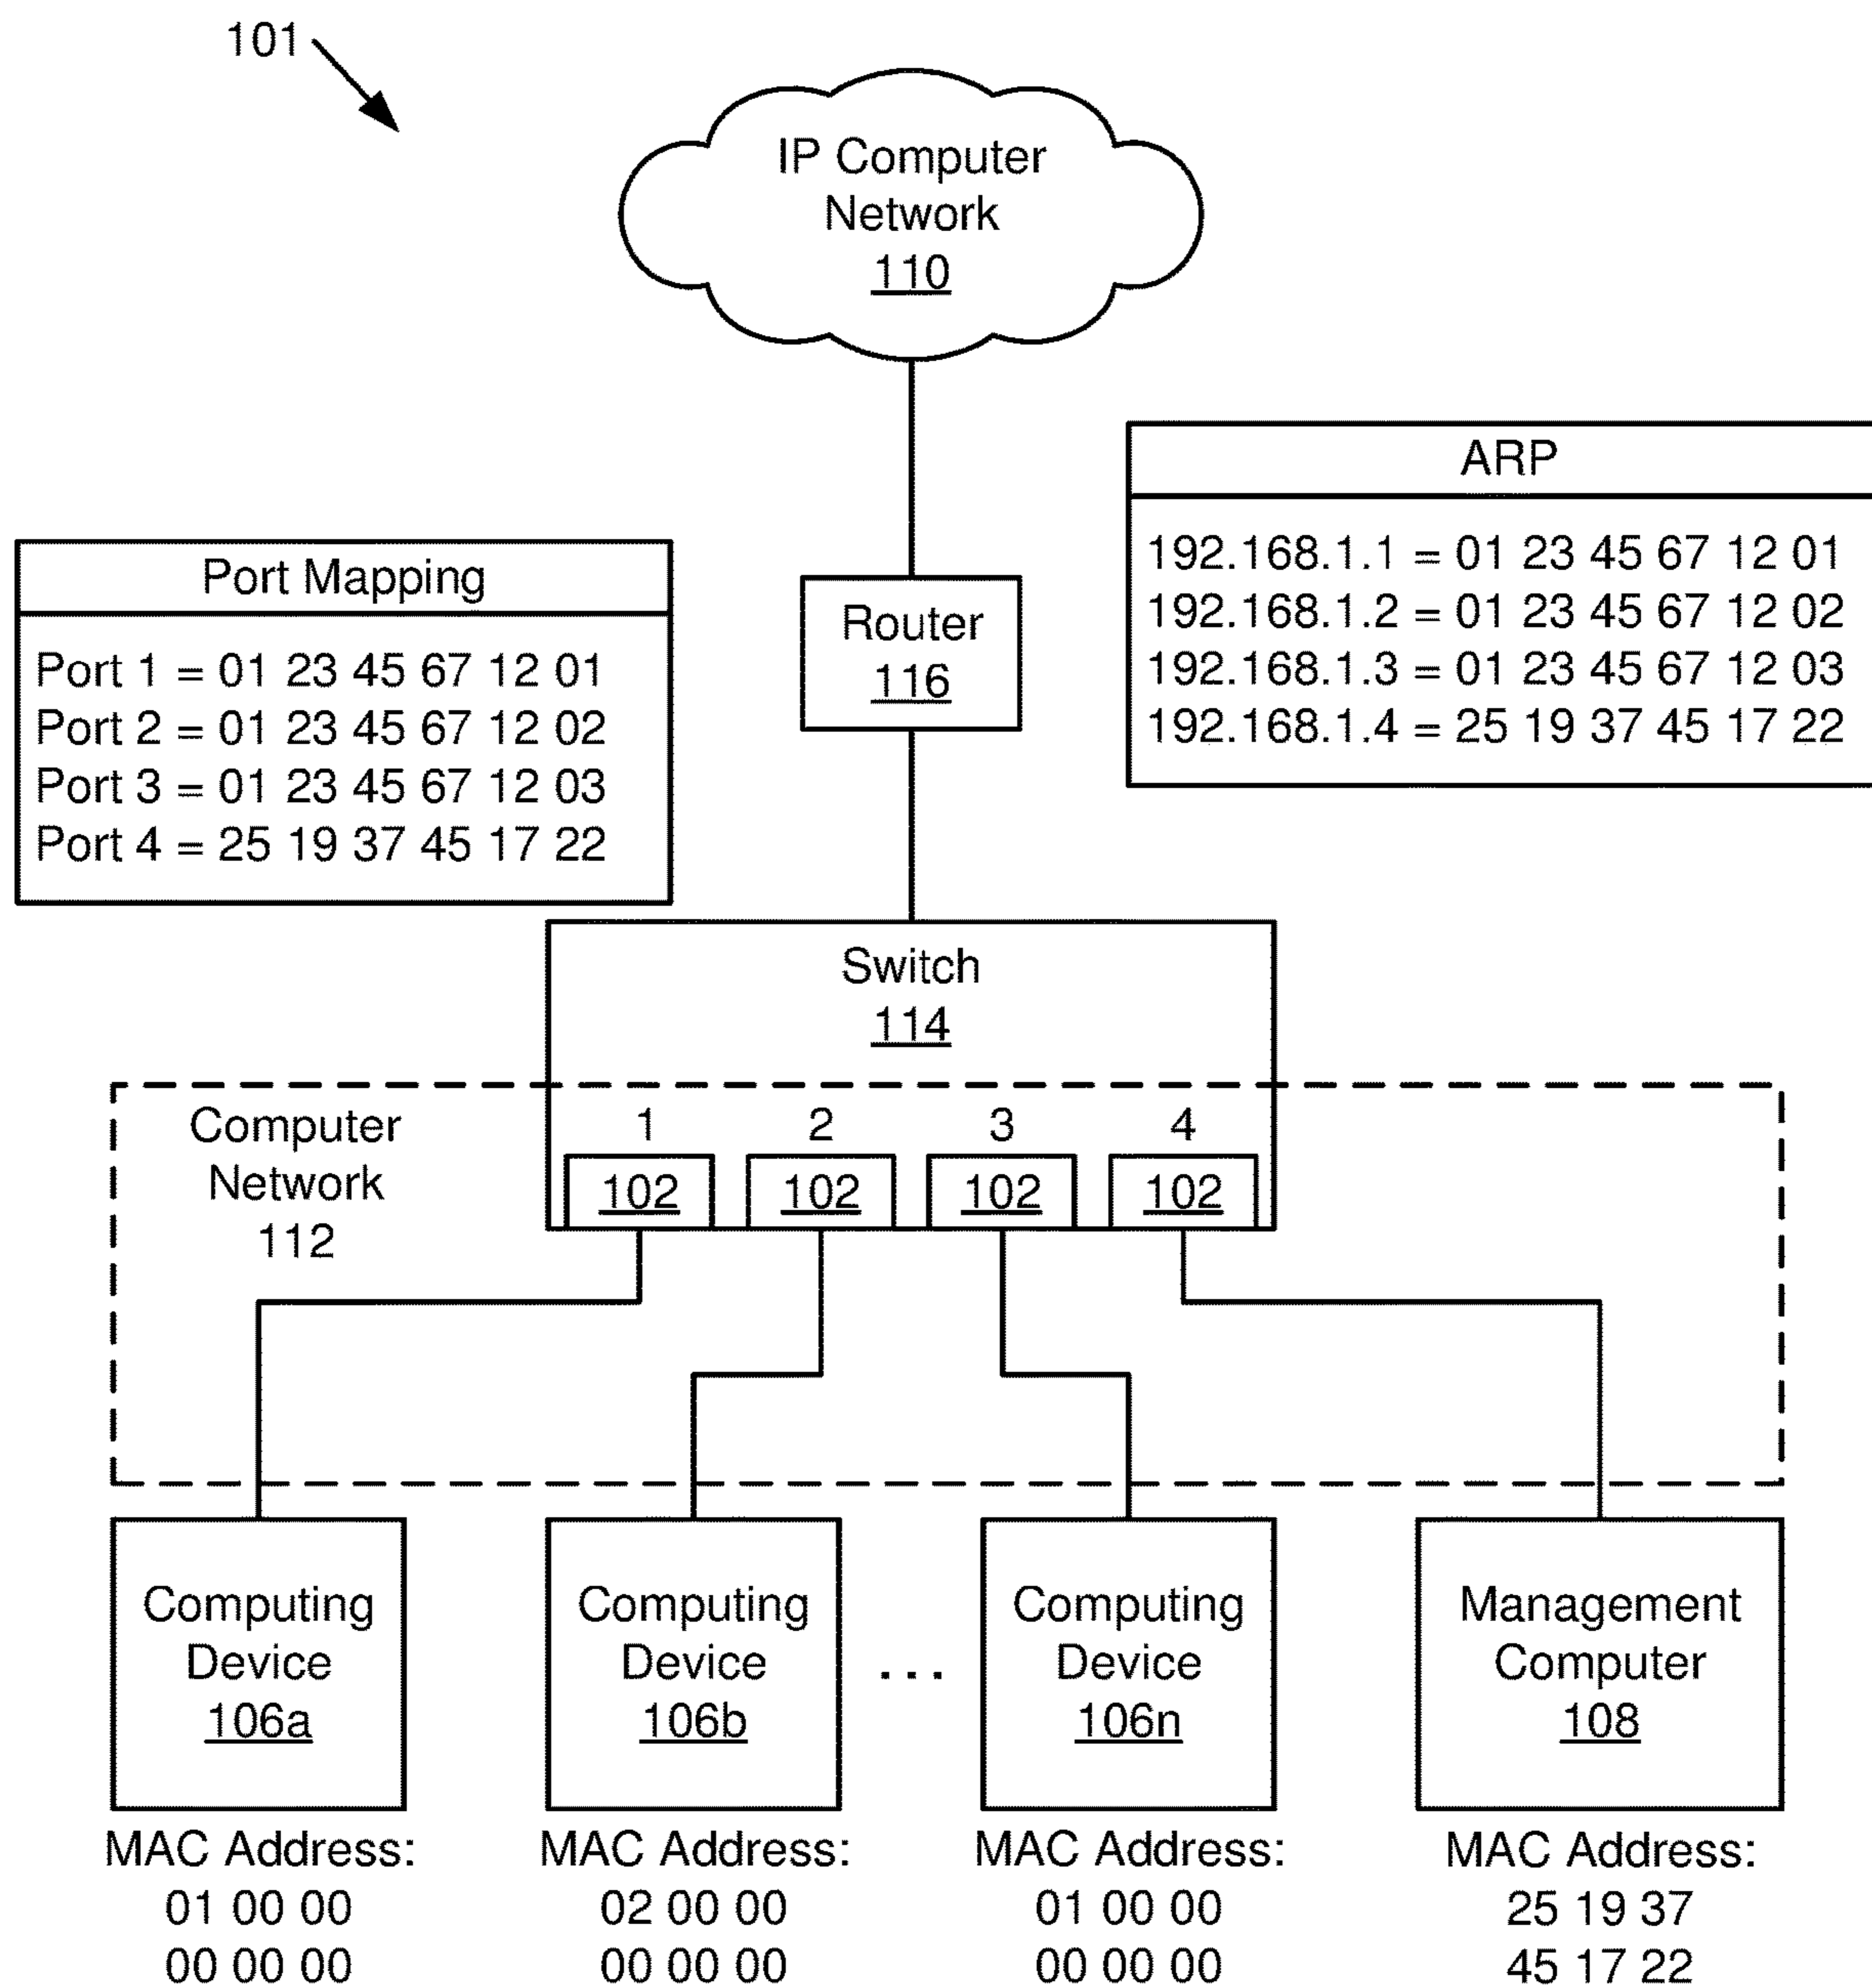 101
IP Computer
Network
110
ARP
192.168.1.1 = 01 23 45 67 12 01
192.168.1.2 = 01 23 45 67 12 02
192.168.1.3 = 01 23 45 67 12 03
192.168.1.4 = 25 19 37 45 17 22
Port Mapping
Port 1 = 01 23 45 67 12 01
Port 2 = 01 23 45 67 12 02
Port 3 = 01 23 45 67 12 03
Port 4 = 25 19 37 45 17 22
Router
116
Switch
114
Computer
Network
112
1 2 3 4
102 102 102 102
Computing
Device
106a
Computing
Device
106b
...
Computing
Device
106n
Management
Computer
108
MAC Address:
01 00 00
00 00 00
MAC Address:
02 00 00
00 00 00
MAC Address:
01 00 00
00 00 00
MAC Address:
25 19 37
45 17 22